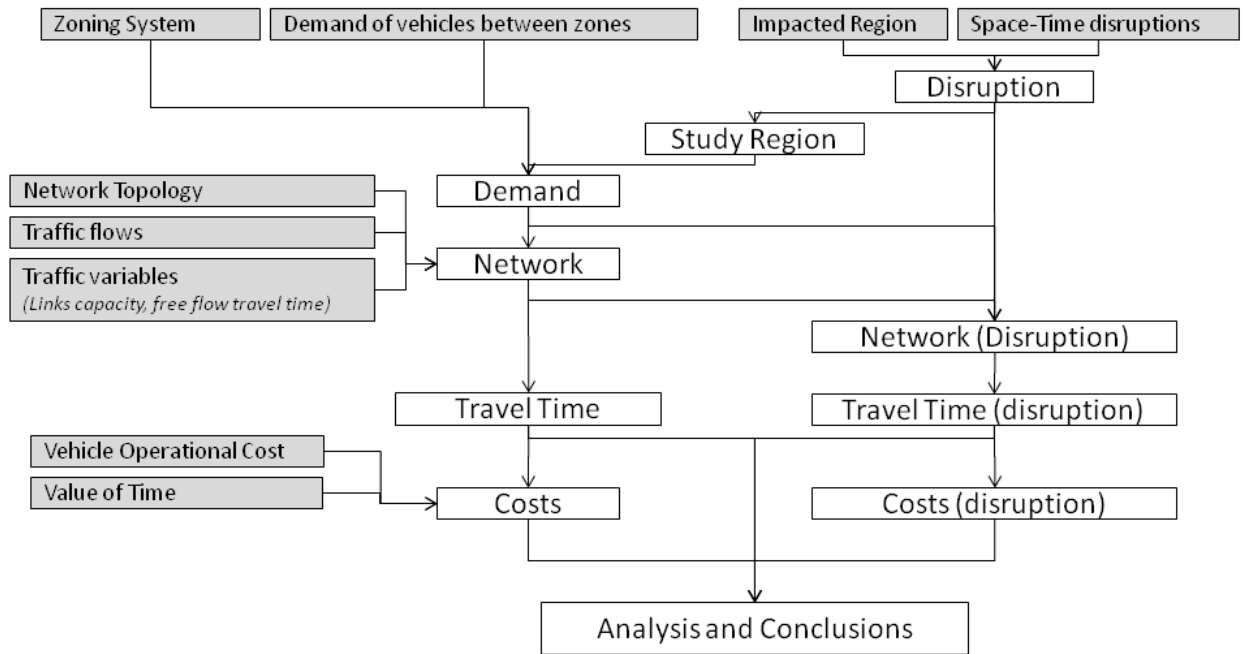 Zoning System
Demand of vehicles between zones
Impacted Region
Space-Time disruptions
Disruption
Study Region
Demand
Network Topology
Traffic flows
Network
Traffic variables
(Links capacity, free flow travel time)
Network (Disruption)
Travel Time
Travel Time (disruption)
Vehicle Operational Cost
Value of Time
Costs
Costs (disruption)
Analysis and Conclusions